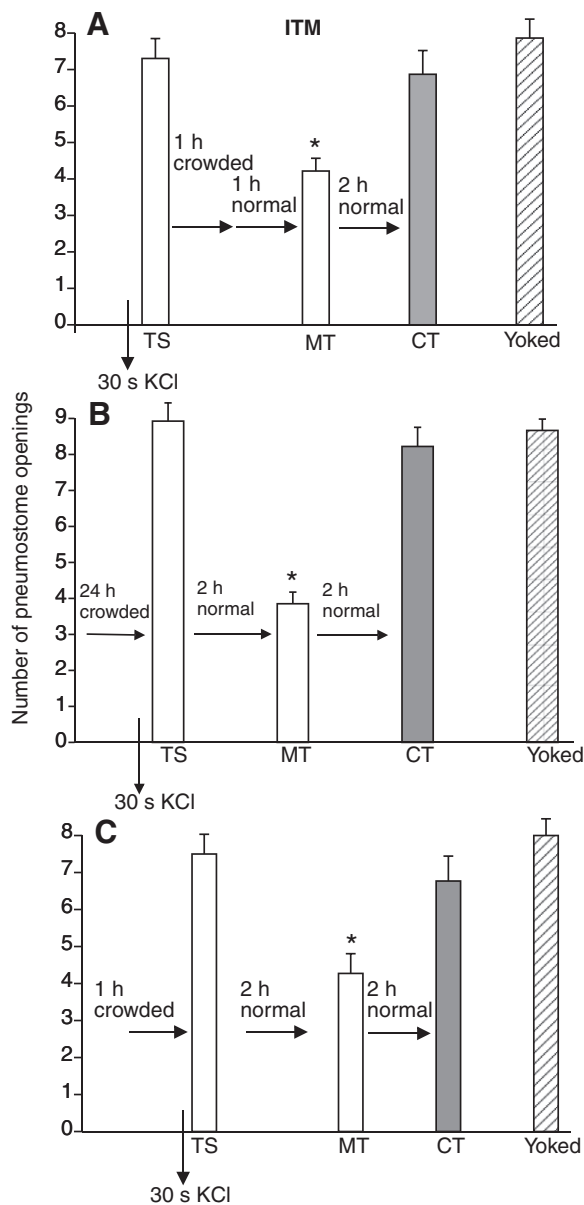 A
ITM
8
7
6
5
4
3
2
1
0
1 h
crowded
1 h
normal
*
2 h
normal
TS
MT
CT
Yoked
30 s KCl
Number of pneumostome openings
B
9
8
7
6
5
4
3
2
1
0
24 h
crowded
2 h
normal
*
2 h
normal
TS
MT
CT
Yoked
30 s KCl
C
8
7
6
5
4
3
2
1
0
1 h
crowded
2 h
normal
*
2 h
normal
TS
MT
CT
Yoked
30 s KCl